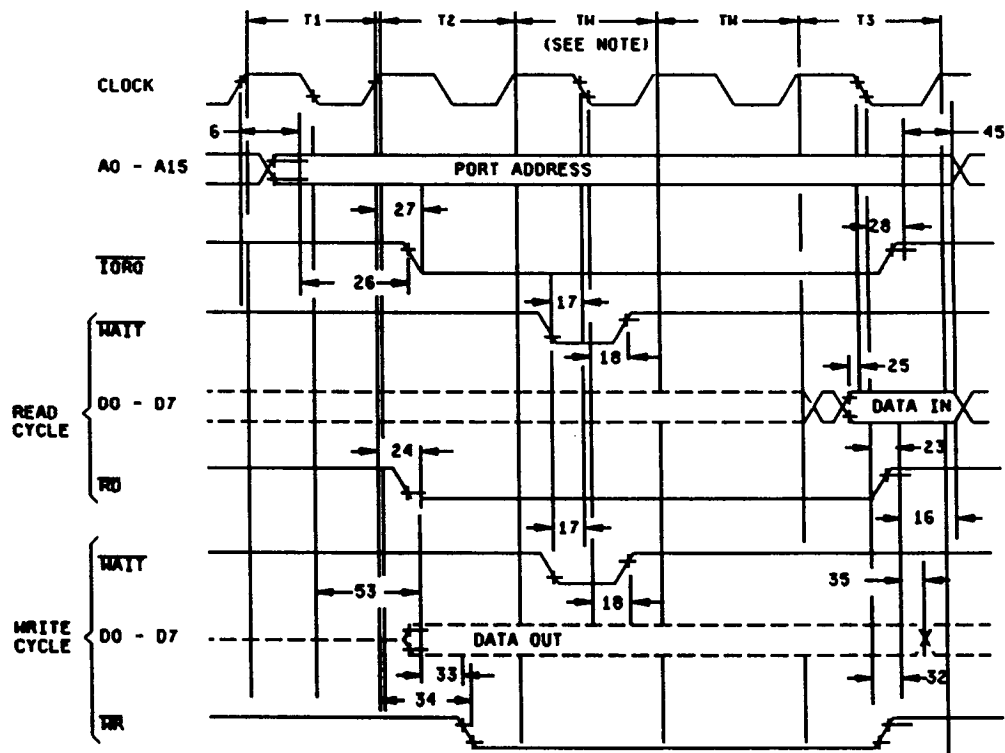 T1 T2 TW TW T3
(SEE NOTE)
CLOCK
6 45
A0 - A15 PORT ADDRESS
27 28
IORQ
26
17
WAIT
18
25
READ CYCLE
D0 - D7 DATA IN
24 23
RD
17 16
WAIT
35
53 18
WRITE CYCLE
D0 - D7 DATA OUT
33 32
34
WR